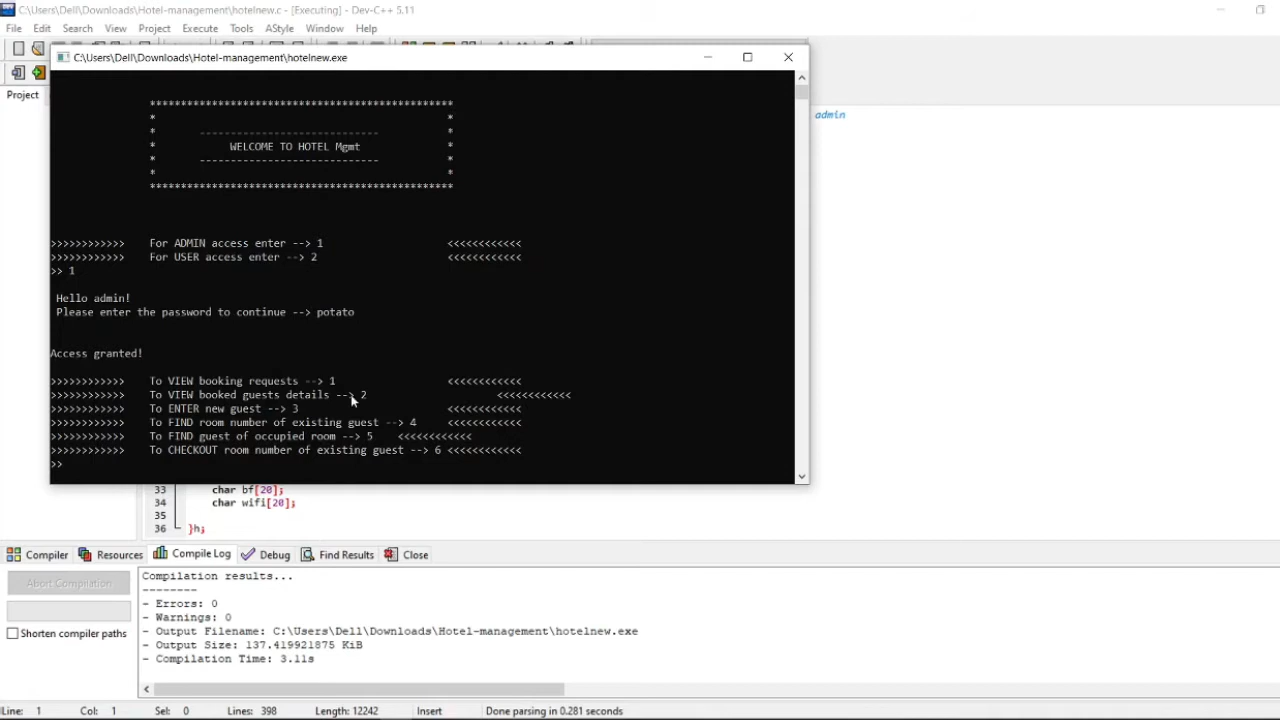 C:\Users\Dell\Downloads\Hotel-management\hotelnew.c - [Executing] - Dev-C++ 5.11
File Edit Search View Project Execute Tools AStyle Window Help
C:\Users\Dell\Downloads\Hotel-management\hotelnew.exe
Project
admin
*************************************************
* *
* ----------------------------- *
* WELCOME TO HOTEL Mgmt *
* ----------------------------- *
* *
*************************************************
>>>>>>>>>>>> For ADMIN access enter --> 1 <<<<<<<<<<<<
>>>>>>>>>>>> For USER access enter --> 2 <<<<<<<<<<<<
>> 1
Hello admin!
Please enter the password to continue --> potato
Access granted!
>>>>>>>>>>>> To VIEW booking requests --> 1 <<<<<<<<<<<<
>>>>>>>>>>>> To VIEW booked guests details --> 2 <<<<<<<<<<<<
>>>>>>>>>>>> To ENTER new guest --> 3 <<<<<<<<<<<<
>>>>>>>>>>>> To FIND room number of existing guest --> 4 <<<<<<<<<<<<
>>>>>>>>>>>> To FIND guest of occupied room --> 5 <<<<<<<<<<<<
>>>>>>>>>>>> To CHECKOUT room number of existing guest --> 6 <<<<<<<<<<<<
>>
33 char bf[20];
34 char wifi[20];
35
36 }h;
Compiler Resources Compile Log Debug Find Results Close
Abort Compilation
Shorten compiler paths
Compilation results...
--------
- Errors: 0
- Warnings: 0
- Output Filename: C:\Users\Dell\Downloads\Hotel-management\hotelnew.exe
- Output Size: 137.419921875 KiB
- Compilation Time: 3.11s
Line: 1 Col: 1 Sel: 0 Lines: 398 Length: 12242 Insert Done parsing in 0.281 seconds